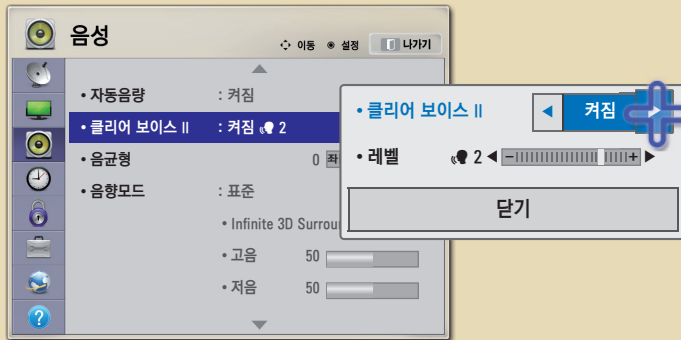 음성
이동 설정 나가기
• 자동음량 : 켜짐
• 클리어 보이스 II : 켜짐 2
• 음균형 0 좌
• 음향모드 : 표준
• Infinite 3D Surrou
• 고음 50
• 저음 50
• 클리어 보이스 II ◀ 켜짐 ▶
• 레벨 2 ◀ − + ▶
닫기